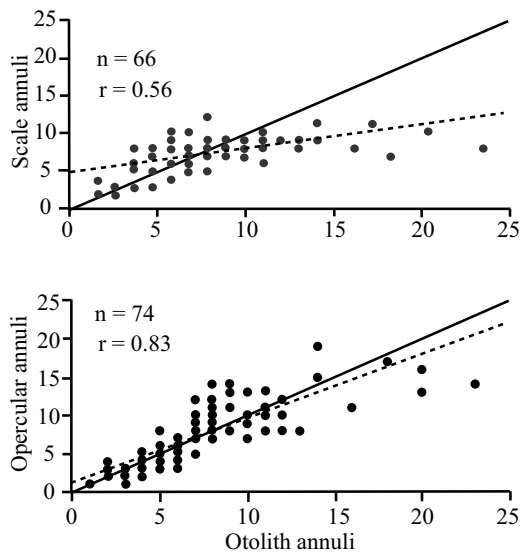 25
20
15
10
5
0
Scale annuli
n = 66
r = 0.56
0 5 10 15 20 25
25
20
15
10
5
0
Opercular annuli
n = 74
r = 0.83
0 5 10 15 20 25
Otolith annuli